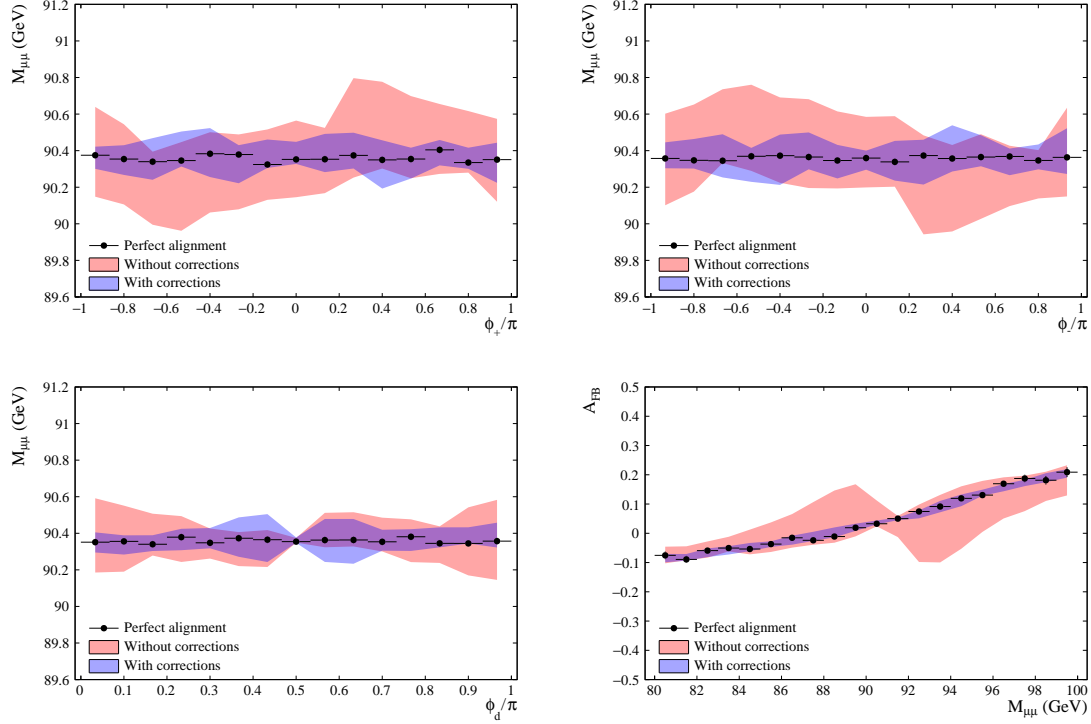 M_μμ (GeV)
91.2
91
90.8
90.6
90.4
90.2
90
89.8
89.6
Perfect alignment
Without corrections
With corrections
−1 −0.8 −0.6 −0.4 −0.2 0 0.2 0.4 0.6 0.8 1
ϕ_+/π
M_μμ (GeV)
91.2
91
90.8
90.6
90.4
90.2
90
89.8
89.6
Perfect alignment
Without corrections
With corrections
−1 −0.8 −0.6 −0.4 −0.2 0 0.2 0.4 0.6 0.8 1
ϕ_-/π
M_μμ (GeV)
91.2
91
90.8
90.6
90.4
90.2
90
89.8
89.6
Perfect alignment
Without corrections
With corrections
0 0.1 0.2 0.3 0.4 0.5 0.6 0.7 0.8 0.9 1
ϕ_d/π
A_FB
0.5
0.4
0.3
0.2
0.1
0
−0.1
−0.2
−0.3
−0.4
−0.5
Perfect alignment
Without corrections
With corrections
80 82 84 86 88 90 92 94 96 98 100
M_μμ (GeV)